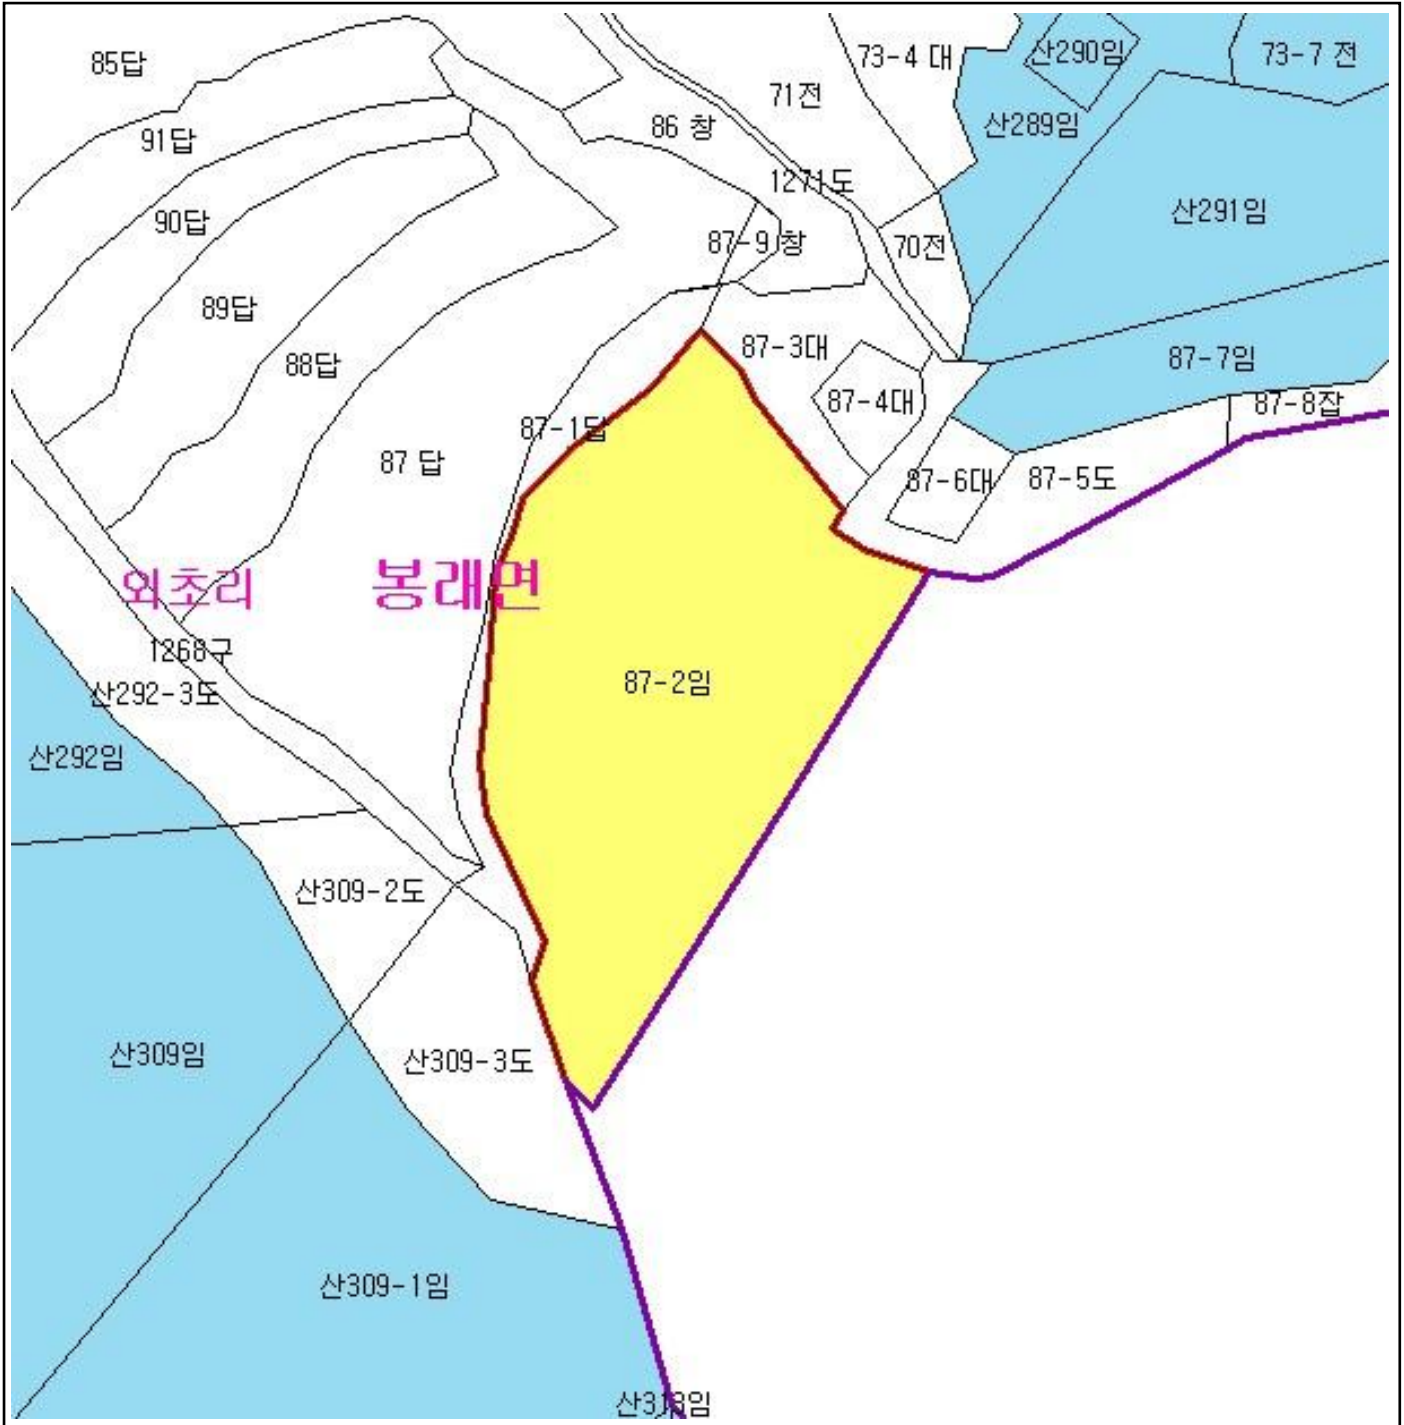 85답
73-4 대
산290임
73-7 전
71전
86 창
산289임
91답
1271도
90답
87-9 창
70전
산291임
89답
88답
87-3대
87-7임
87-4대
87-8잡
87-1답
87 답
87-6대
87-5도
외초리
봉래면
1268구
87-2임
산292-3도
산292임
산309-2도
산309임
산309-3도
산309-1임
산313임